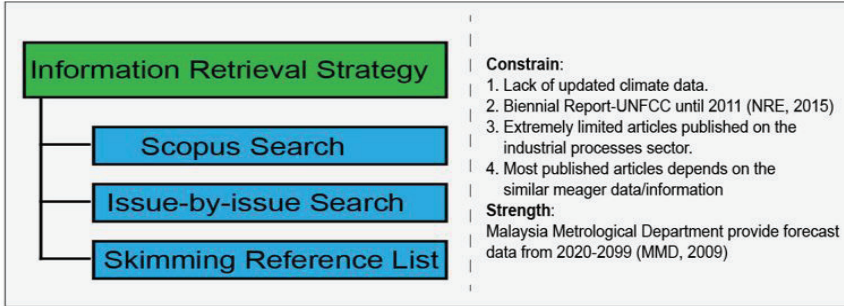 Information Retrieval Strategy
Scopus Search
Issue-by-issue Search
Skimming Reference List
Constrain:
1. Lack of updated climate data.
2. Biennial Report-UNFCC until 2011 (NRE, 2015)
3. Extremely limited articles published on the
industrial processes sector.
4. Most published articles depends on the
similar meager data/information
Strength:
Malaysia Metrological Department provide forecast
data from 2020-2099 (MMD, 2009)